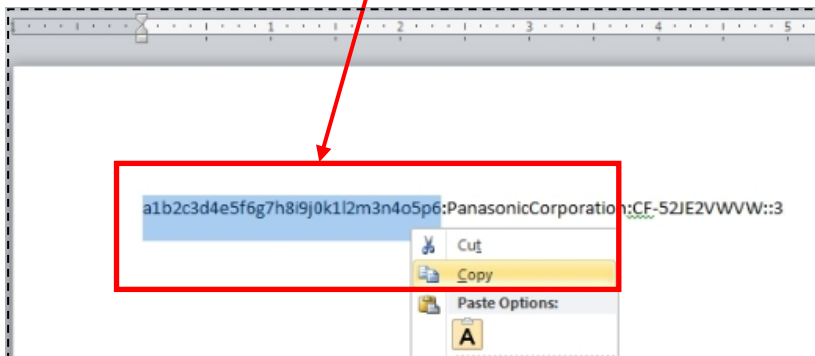 1 2 3 4 5
a1b2c3d4e5f6g7h8i9j0k1l2m3n4o5p6:PanasonicCorporation:CF-52JE2VWVW::3
Cut
Copy
Paste Options:
A